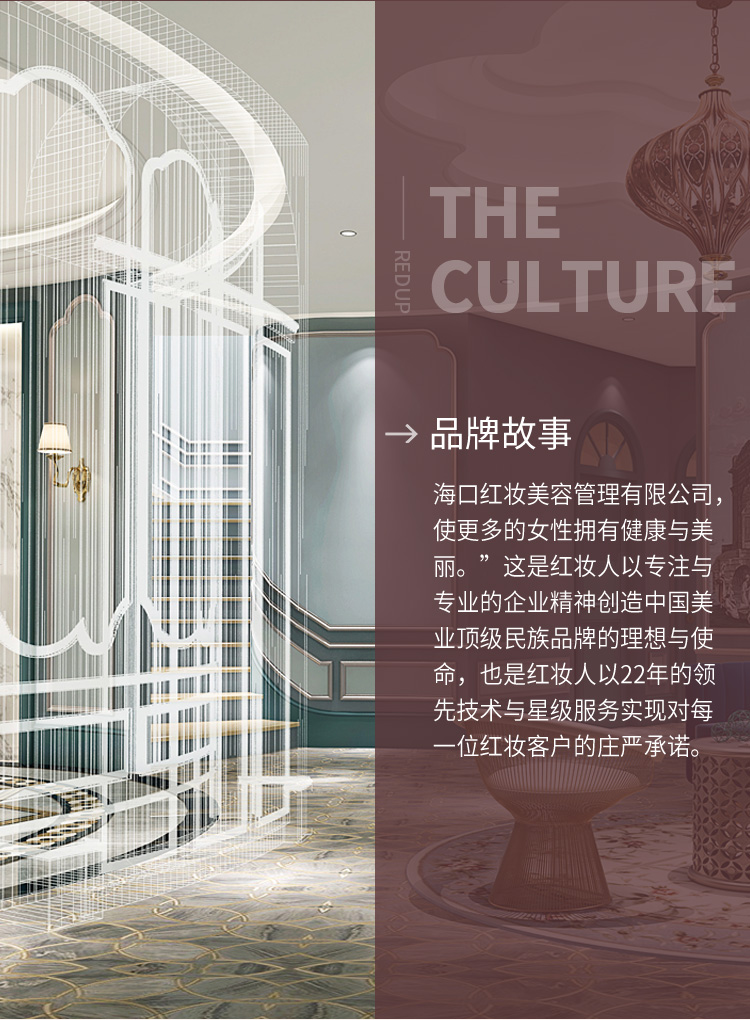 THE
CULTURE
REDUP
→ 品牌故事
海口红妆美容管理有限公司，
使更多的女性拥有健康与美
丽。”这是红妆人以专注与
专业的企业精神创造中国美
业顶级民族品牌的理想与使
命，也是红妆人以22年的领
先技术与星级服务实现对每
一位红妆客户的庄严承诺。